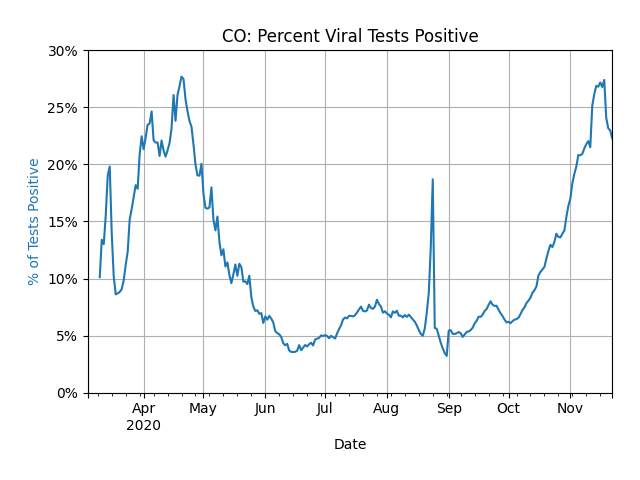 CO: Percent Viral Tests Positive
30%
25%
20%
15%
10%
5%
0%
% of Tests Positive
Apr May Jun Jul Aug Sep Oct Nov
2020
Date